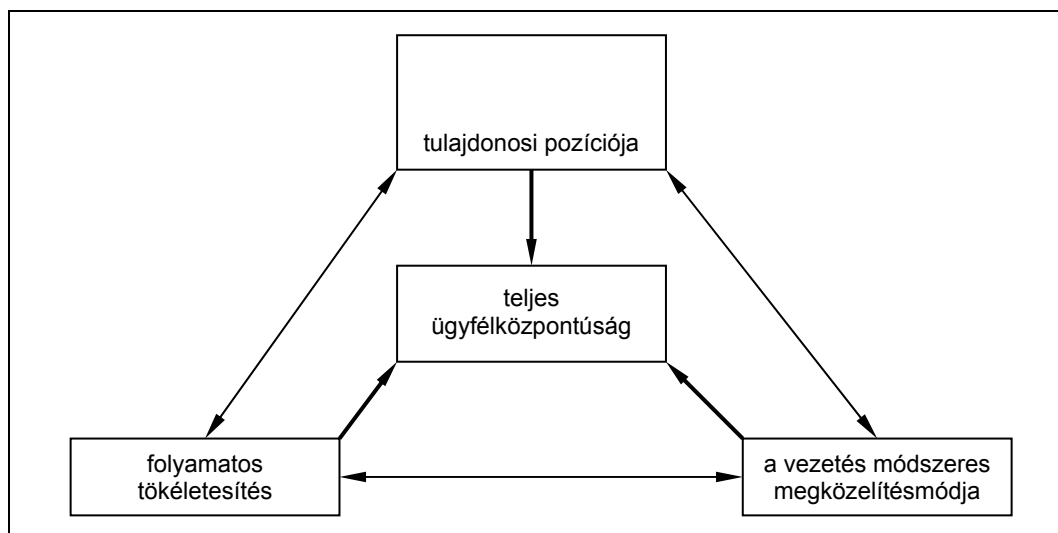 tulajdonosi pozíciója
teljes
ügyfélközpontúság
folyamatos
tökéletesítés
a vezetés módszeres
megközelítésmódja